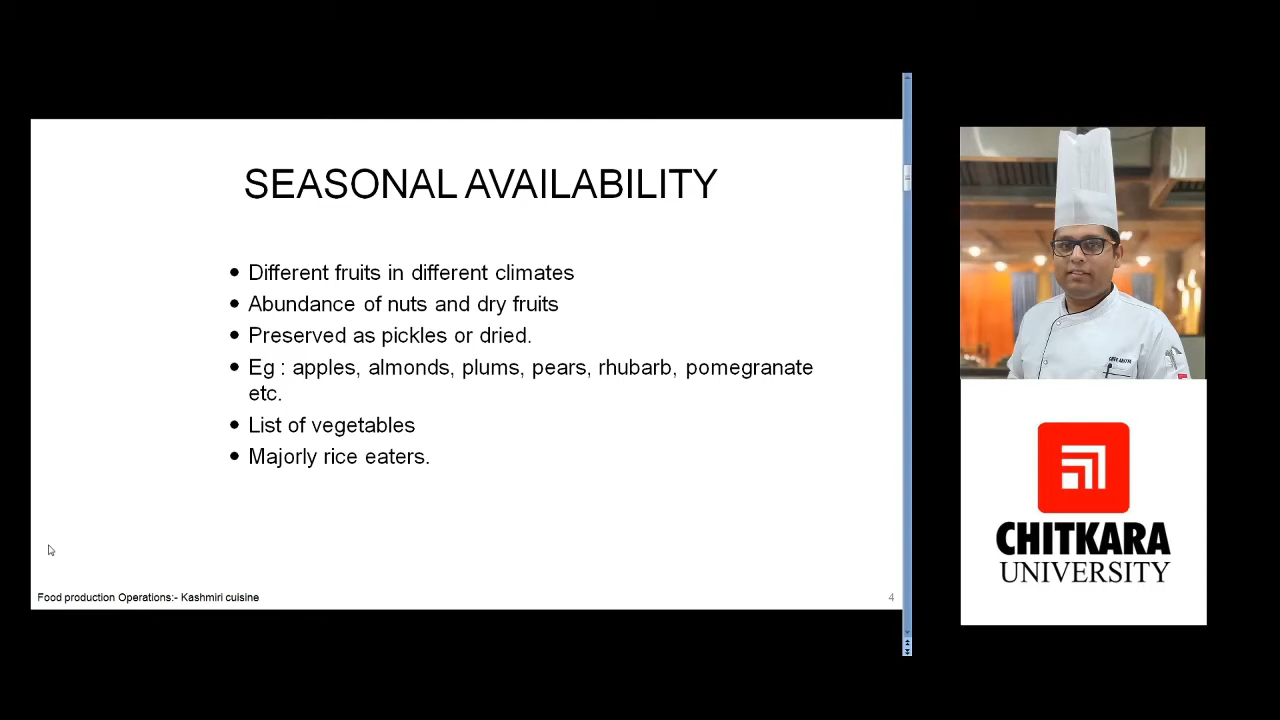 SEASONAL AVAILABILITY
• Different fruits in different climates
• Abundance of nuts and dry fruits
• Preserved as pickles or dried.
• Eg : apples, almonds, plums, pears, rhubarb, pomegranate
etc.
• List of vegetables
• Majorly rice eaters.
Food production Operations:- Kashmiri cuisine
4
CHITKARA
UNIVERSITY